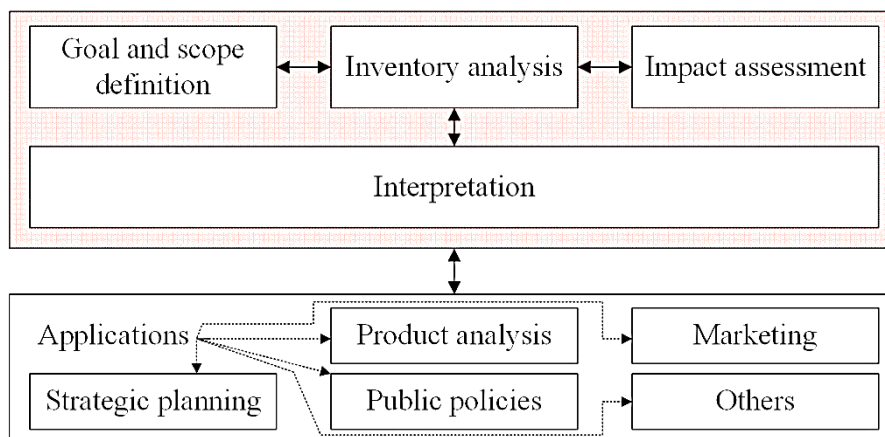 Goal and scope
definition
Inventory analysis
Impact assessment
Interpretation
Applications
Product analysis
Marketing
Strategic planning
Public policies
Others